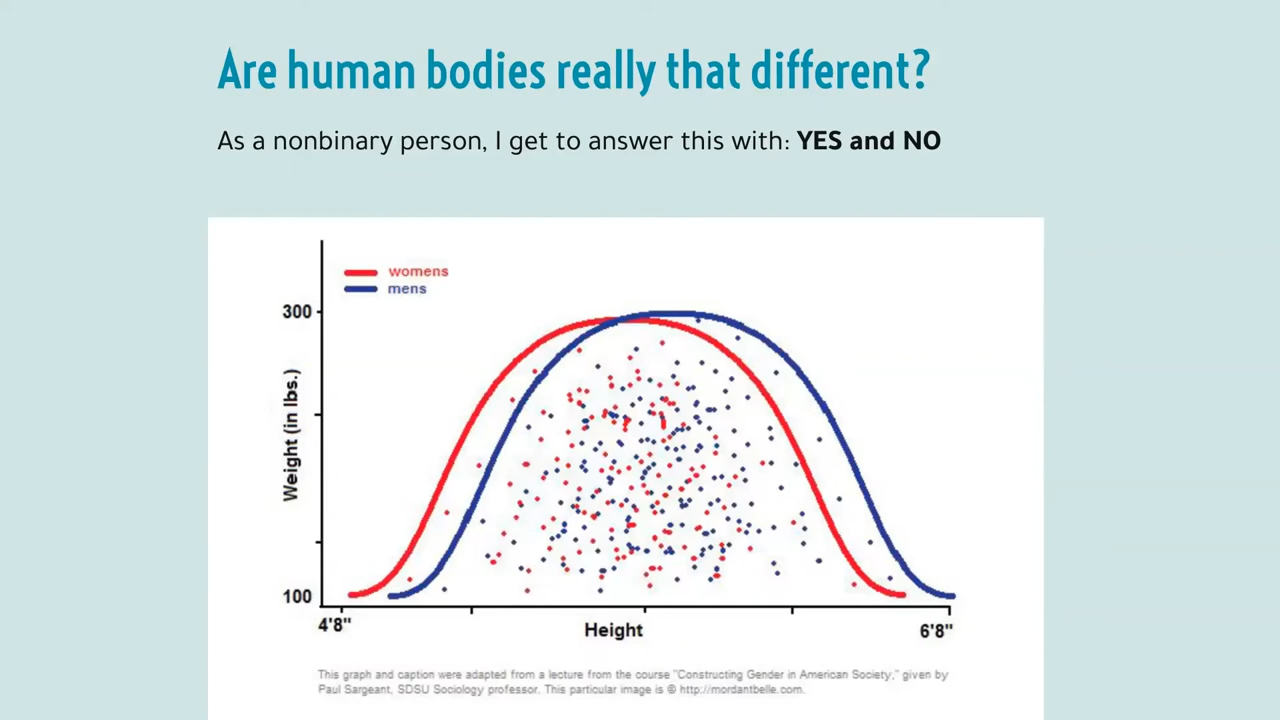 Are human bodies really that different?
As a nonbinary person, I get to answer this with: YES and NO
womens
mens
300
Weight (in lbs.)
100
4'8"
Height
6'8"
This graph and caption were adapted from a lecture from the course "Constructing Gender in American Society," given by
Paul Sargeant, SDSU Sociology professor. This particular image is © http://mordantbelle.com.